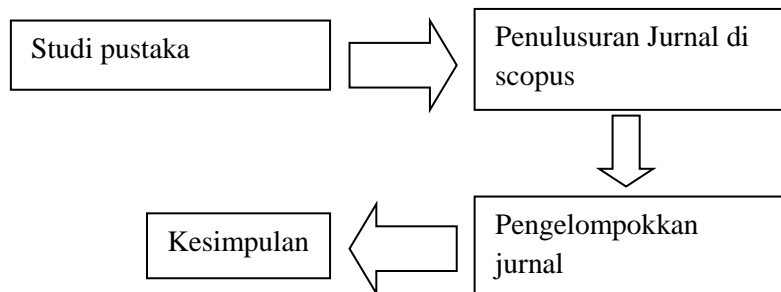 Studi pustaka
Penulusuran Jurnal di
scopus
Pengelompokkan
jurnal
Kesimpulan